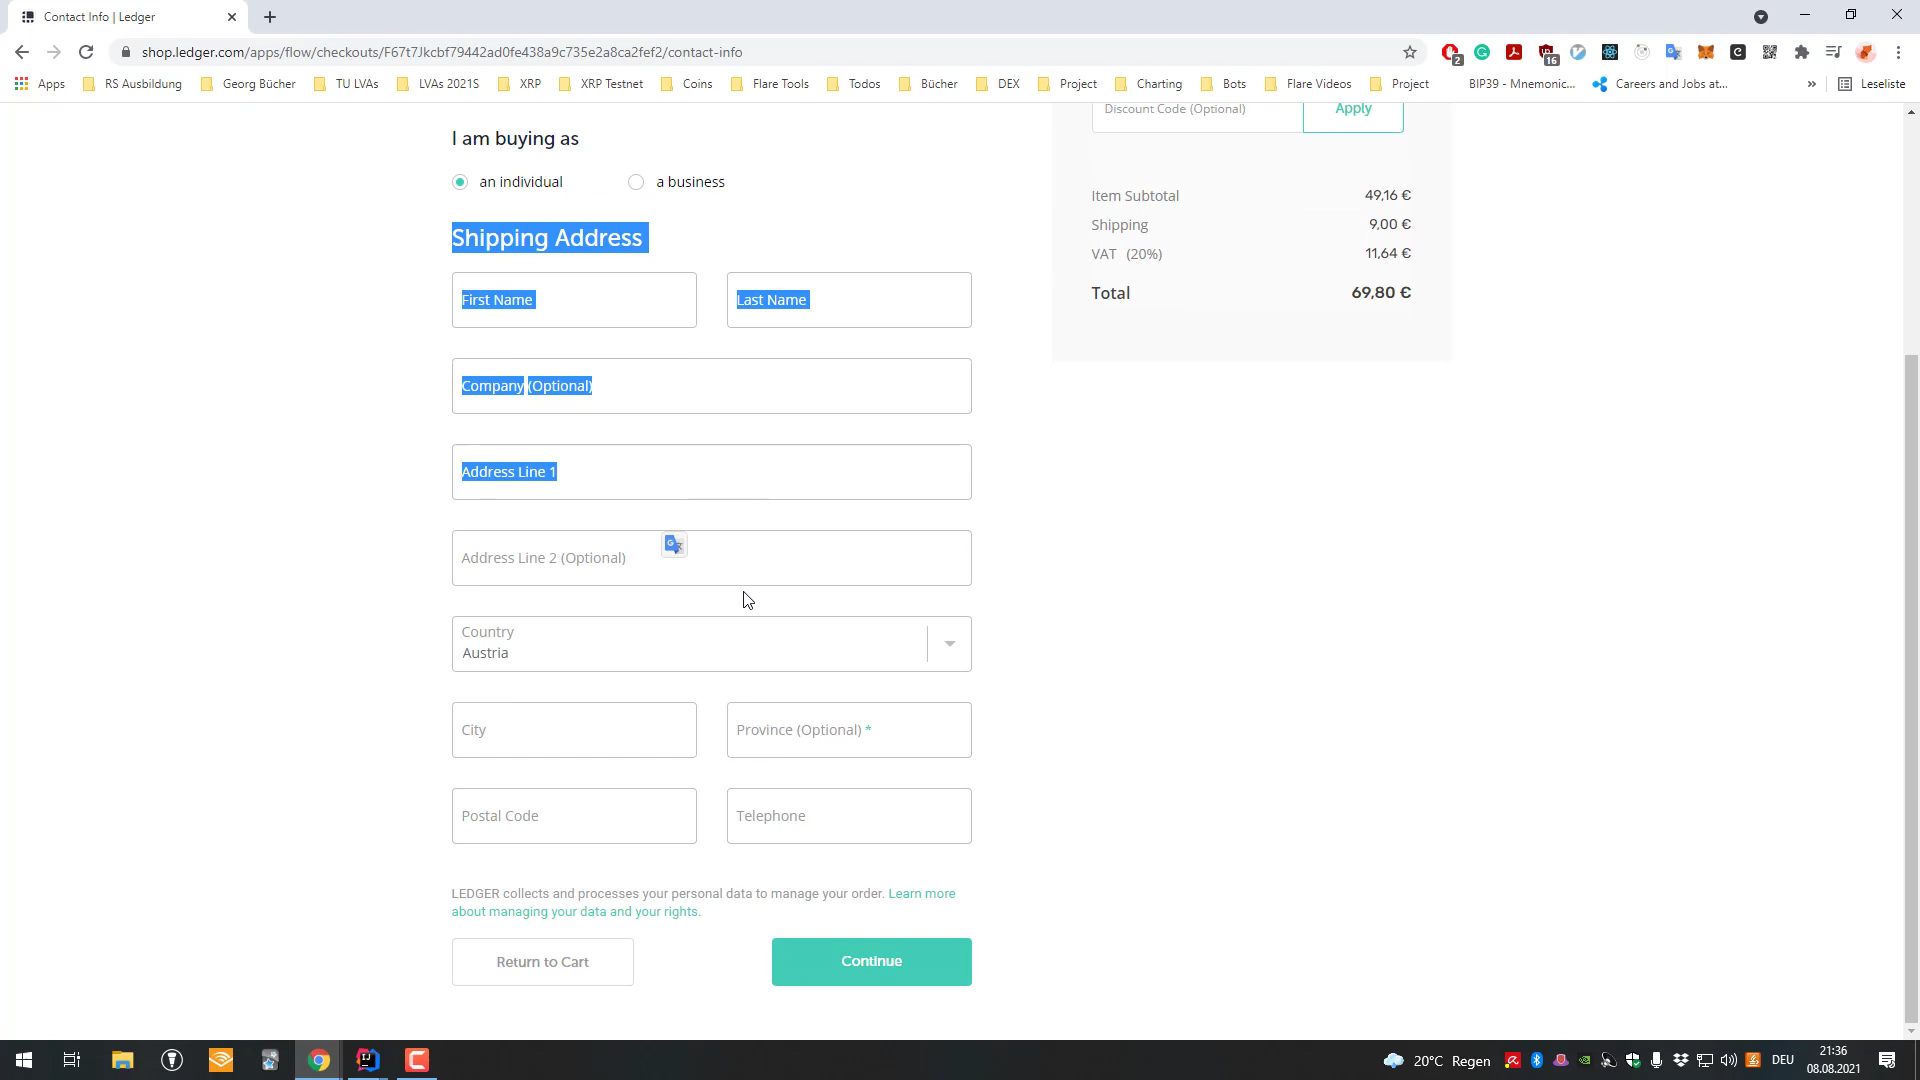 Contact Info | Ledger
shop.ledger.com/apps/flow/checkouts/F67t7Jkcbf79442ad0fe438a9c735e2a8ca2fef2/contact-info
2
16
Apps RS Ausbildung Georg Bücher TU LVAs LVAs 2021S XRP XRP Testnet Coins Flare Tools Todos Bücher DEX Project Charting Bots Flare Videos Project BIP39 - Mnemonic... Careers and Jobs at... » Leseliste
Discount Code (Optional) Apply
I am buying as
an individual a business
Item Subtotal 49,16 €
Shipping 9,00 €
VAT (20%) 11,64 €
Total 69,80 €
Shipping Address
First Name Last Name
Company (Optional)
Address Line 1
Address Line 2 (Optional)
Country
Austria
City Province (Optional) *
Postal Code Telephone
LEDGER collects and processes your personal data to manage your order. Learn more
about managing your data and your rights.
Return to Cart Continue
20°C Regen DEU 21:36
08.08.2021